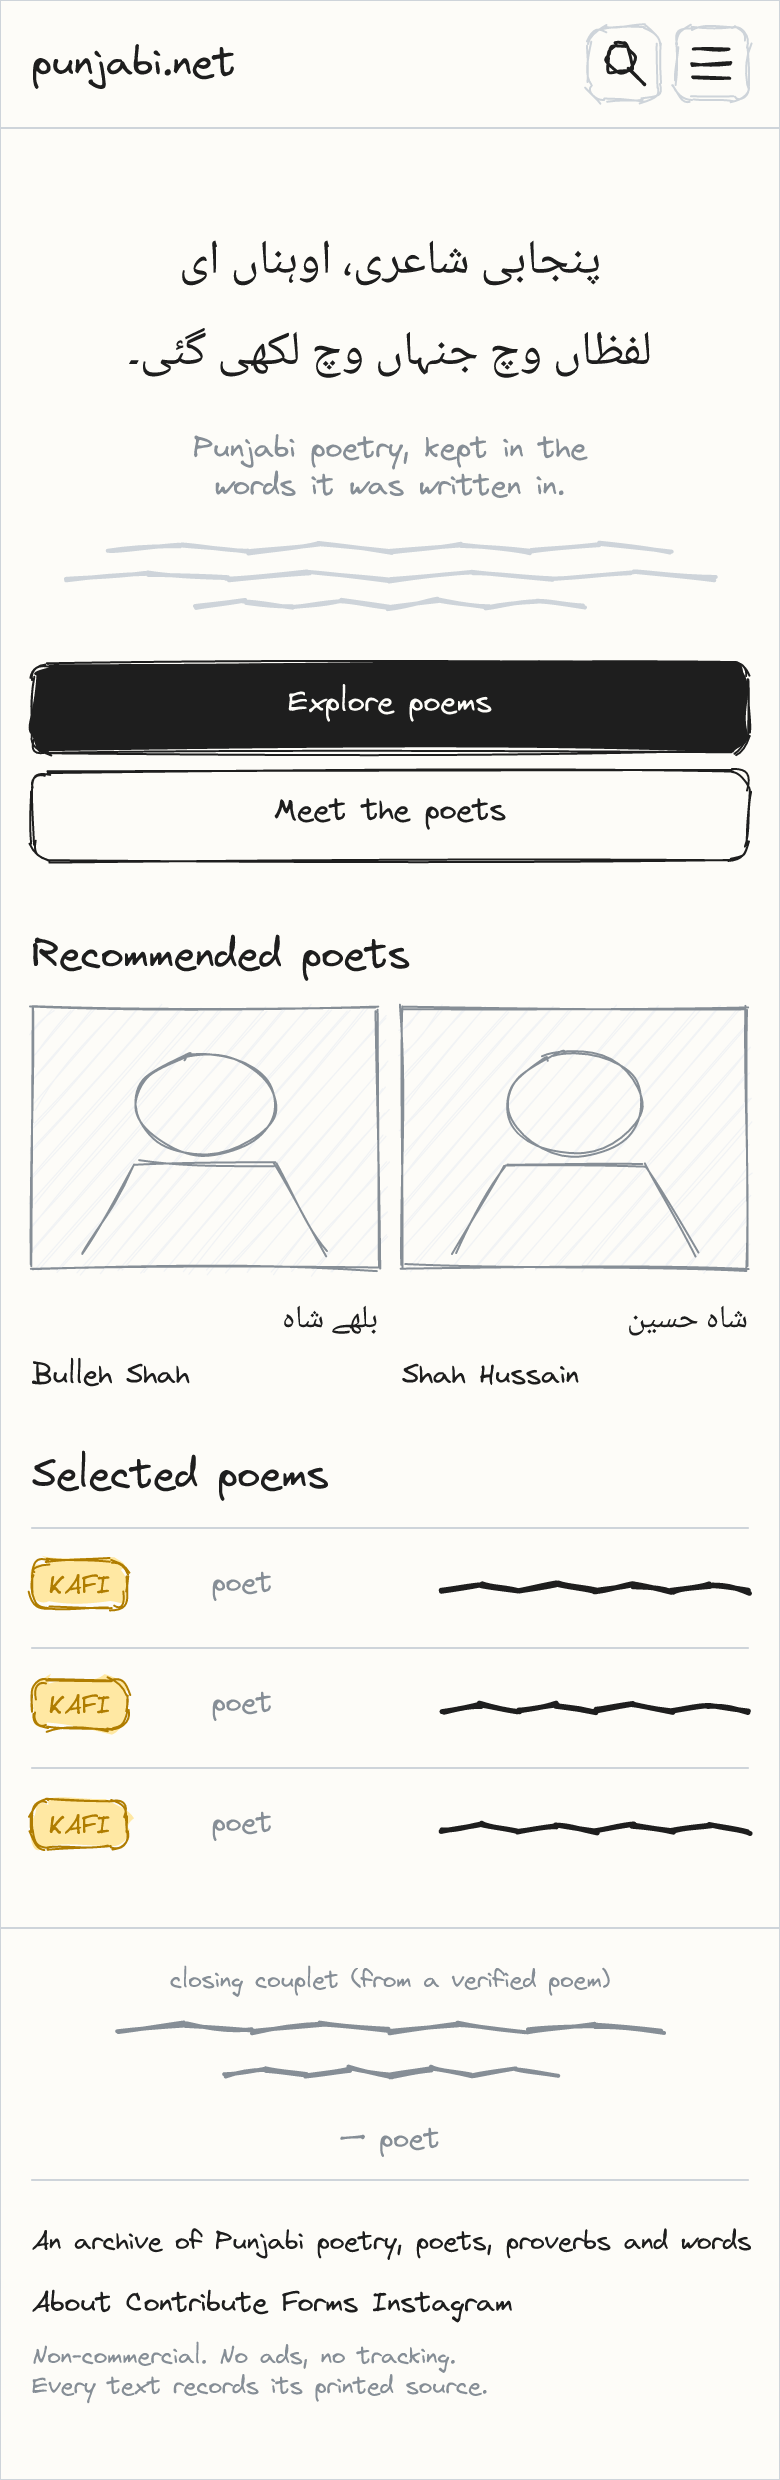 punjabi.net
پنجابی شاعری، اوہناں ای
لفظاں وچ جنہاں وچ لکھی گئی۔
Punjabi poetry, kept in the
words it was written in.
Explore poems
Meet the poets
Recommended poets
بلھے شاہ
Bulleh Shah
شاہ حسین
Shah Hussain
Selected poems
KAFI poet
KAFI poet
KAFI poet
closing couplet (from a verified poem)
— poet
An archive of Punjabi poetry, poets, proverbs and words
About Contribute Forms Instagram
Non-commercial. No ads, no tracking.
Every text records its printed source.